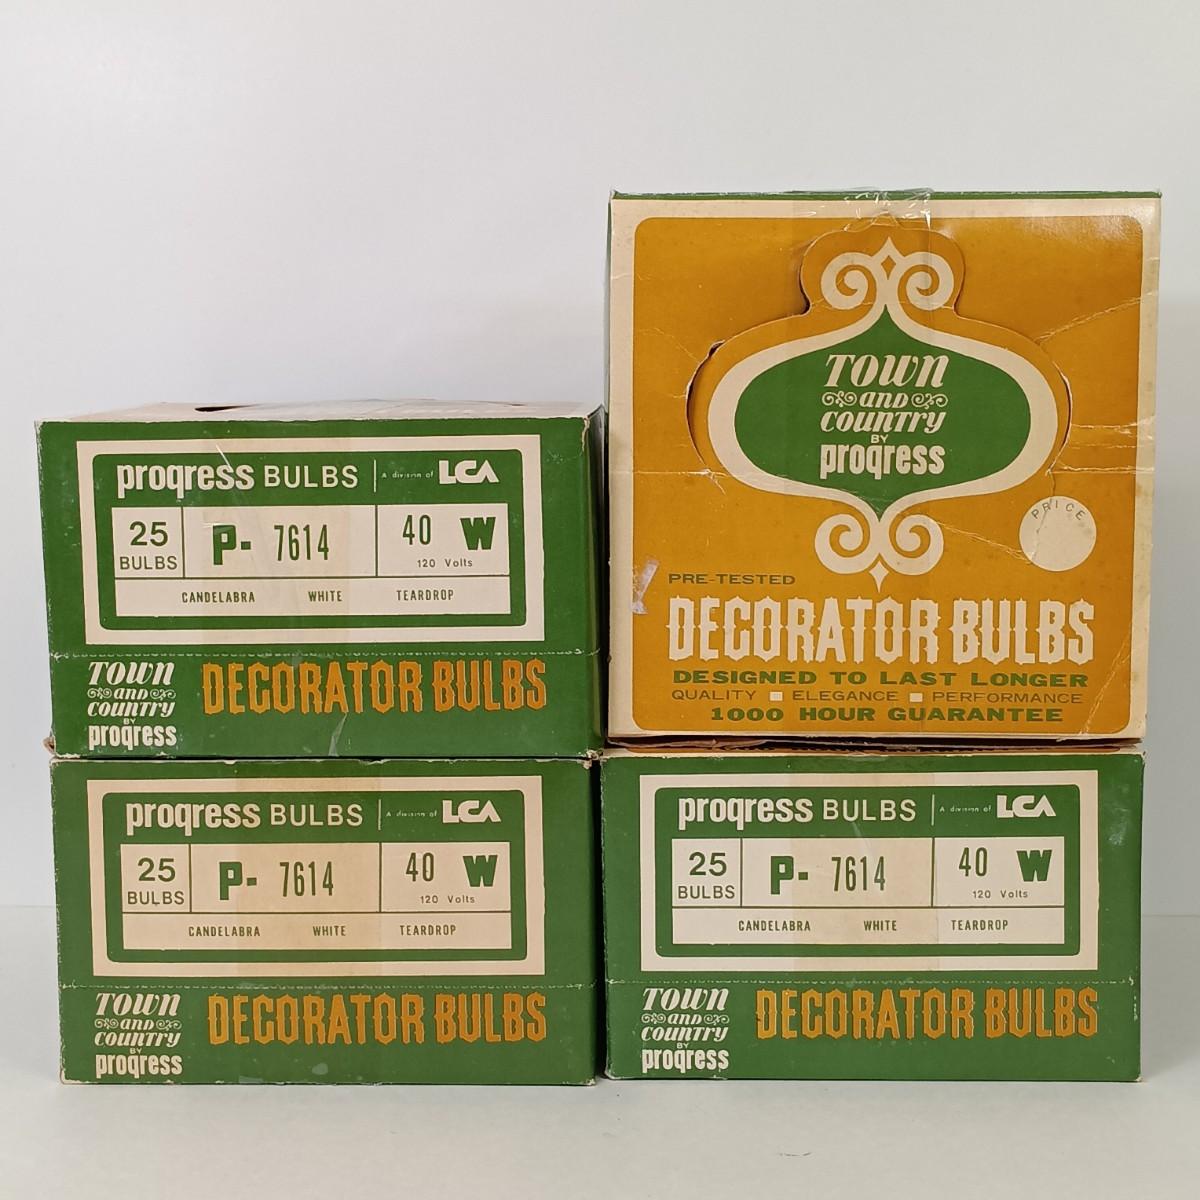 progress BULBS A division of LCA
25 BULBS P- 7614 40 W
120 Volts
CANDELABRA WHITE TEARDROP
TOWN
and
country
BY
progress
DECORATOR BULBS
TOWN
and
country
BY
progress
PRICE
PRE-TESTED
DECORATOR BULBS
DESIGNED TO LAST LONGER
QUALITY ELEGANCE PERFORMANCE
1000 HOUR GUARANTEE
progress BULBS A division of LCA
25 BULBS P- 7614 40 W
120 Volts
CANDELABRA WHITE TEARDROP
TOWN
and
country
BY
progress
DECORATOR BULBS
progress BULBS A division of LCA
25 BULBS P- 7614 40 W
120 Volts
CANDELABRA WHITE TEARDROP
TOWN
and
country
BY
progress
DECORATOR BULBS